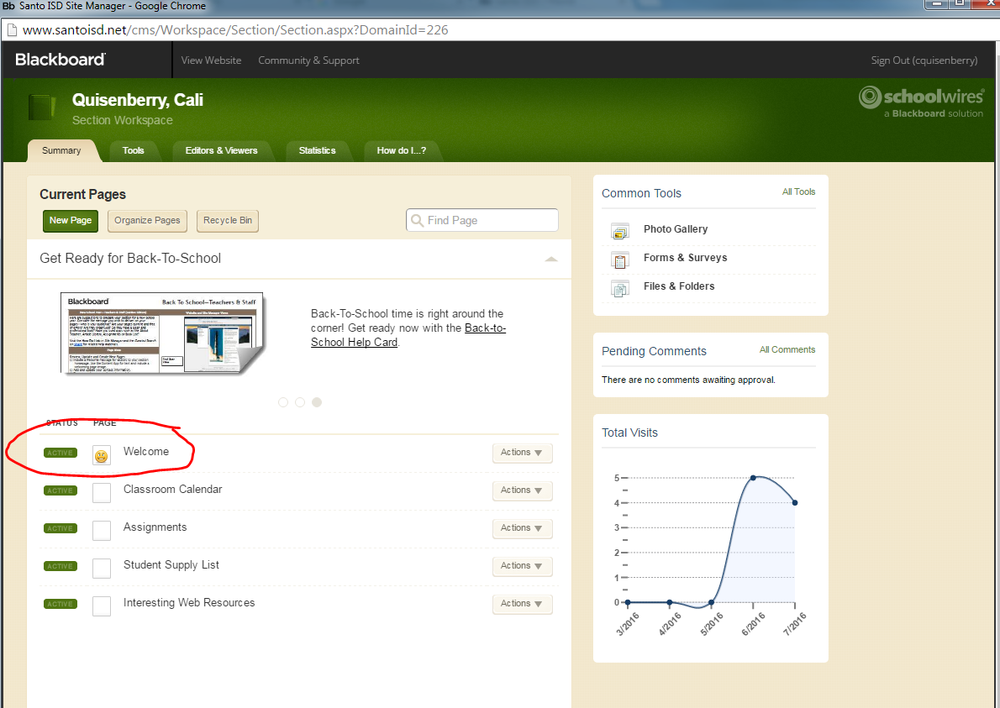 Bb Santo ISD Site Manager - Google Chrome
www.santoisd.net/cms/Workspace/Section/Section.aspx?DomainId=226
Blackboard View Website Community & Support Sign Out (cquisenberry)
Quisenberry, Cali
Section Workspace
schoolwires
a Blackboard solution
Summary Tools Editors & Viewers Statistics How do I...?
Current Pages
New Page Organize Pages Recycle Bin Find Page
Get Ready for Back-To-School
Blackboard Back To School—Teachers & Staff
Back-To-School time is right around the
corner! Get ready now with the Back-to-
School Help Card.
STATUS PAGE
ACTIVE Welcome Actions
ACTIVE Classroom Calendar Actions
ACTIVE Assignments Actions
ACTIVE Student Supply List Actions
ACTIVE Interesting Web Resources Actions
Common Tools All Tools
Photo Gallery
Forms & Surveys
Files & Folders
Pending Comments All Comments
There are no comments awaiting approval.
Total Visits
5
4
3
2
1
0
3/2016 4/2016 5/2016 6/2016 7/2016